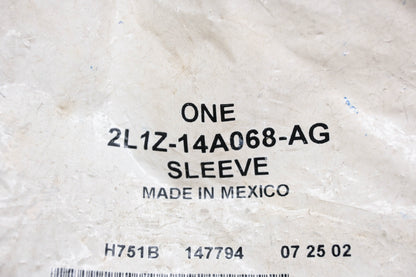 ONE
2L1Z-14A068-AG
SLEEVE
MADE IN MEXICO
H751B 147794 07 25 02